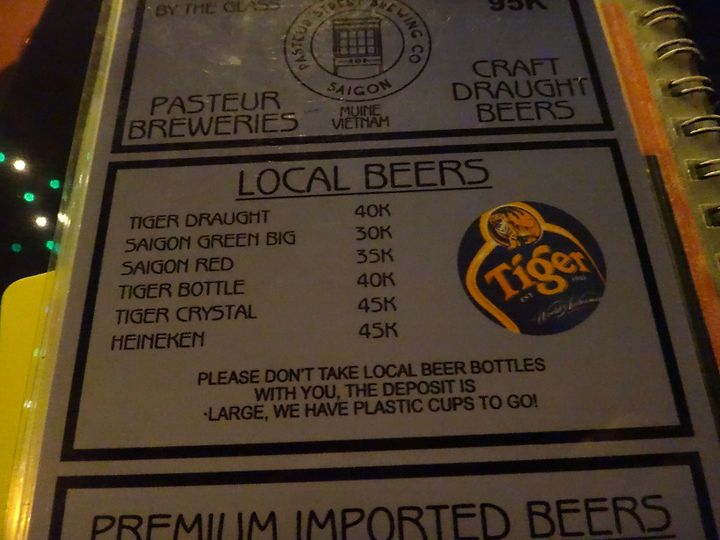 BY THE GLASS
95K
PASTEUR STREET BREWING CO
SAIGON
PASTEUR
BREWERIES
MUINE
VIETNAM
CRAFT
DRAUGHT
BEERS
LOCAL BEERS
TIGER DRAUGHT 40K
SAIGON GREEN BIG 30K
SAIGON RED 35K
TIGER BOTTLE 40K
TIGER CRYSTAL 45K
HEINEKEN 45K
Tiger
EST 1932
PLEASE DON'T TAKE LOCAL BEER BOTTLES
WITH YOU, THE DEPOSIT IS
LARGE, WE HAVE PLASTIC CUPS TO GO!
PREMIUM IMPORTED BEERS